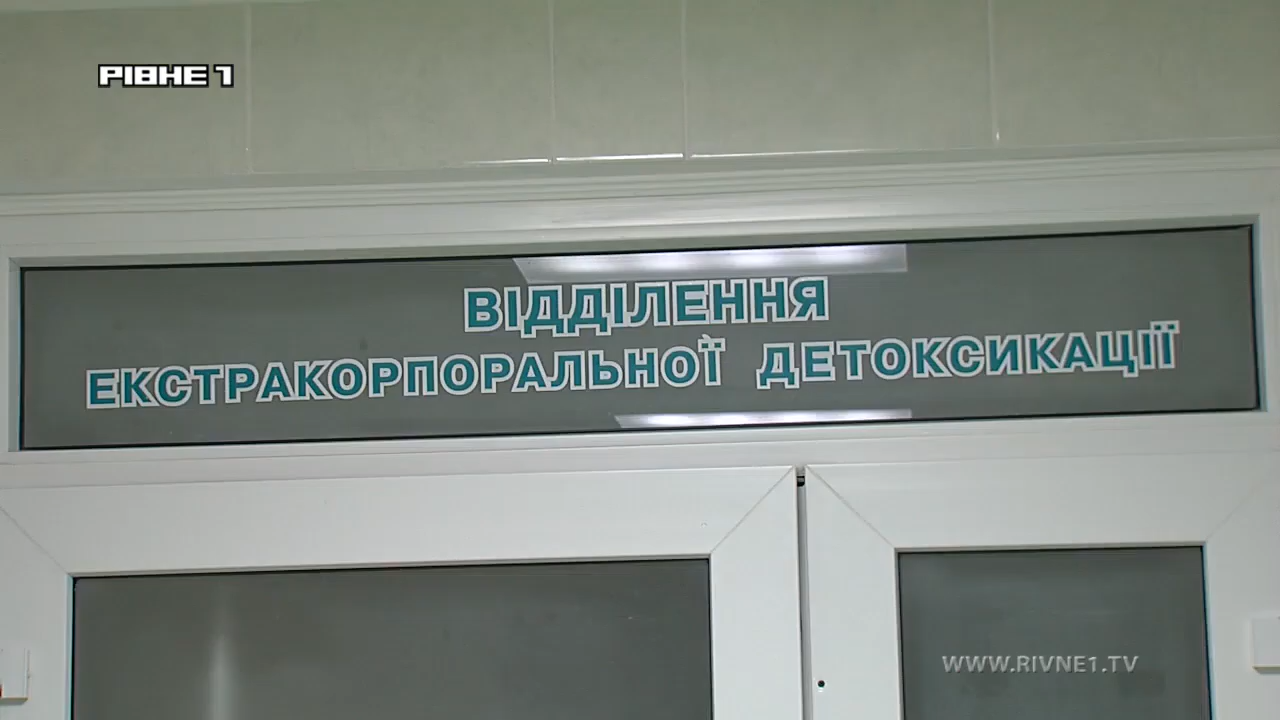 РІВНЕ 1
ВІДДІЛЕННЯ
ЕКСТРАКОРПОРАЛЬНОЇ ДЕТОКСИКАЦІЇ
WWW.RIVNE1.TV